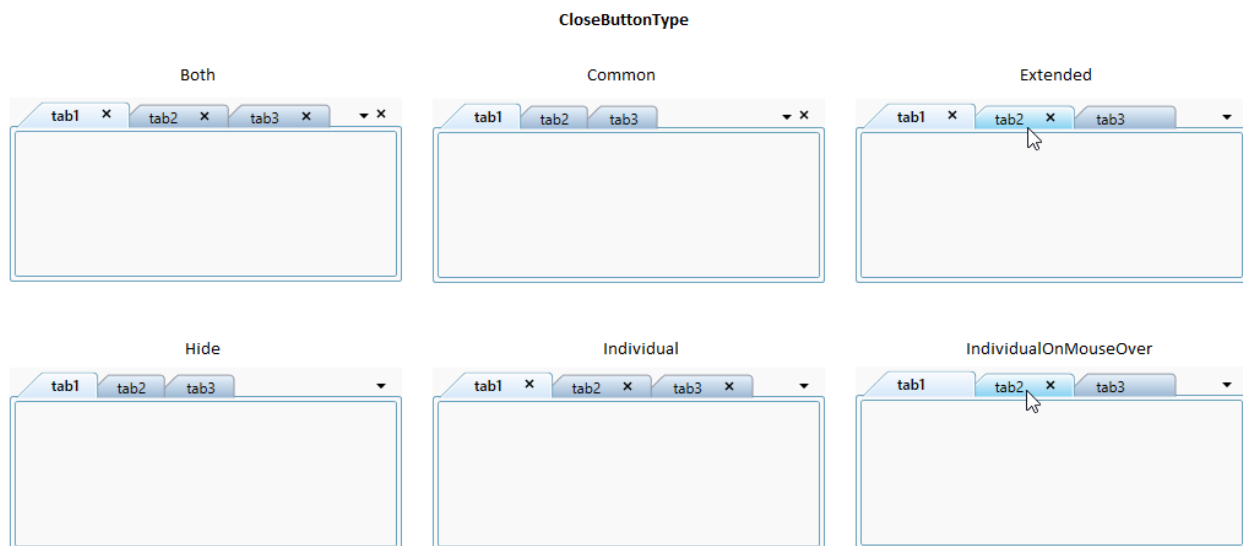 CloseButtonType
Both Common Extended
tab1 tab2 tab3 tab1 tab2 tab3 tab1 tab2 tab3
Hide Individual IndividualOnMouseOver
tab1 tab2 tab3 tab1 tab2 tab3 tab1 tab2 tab3